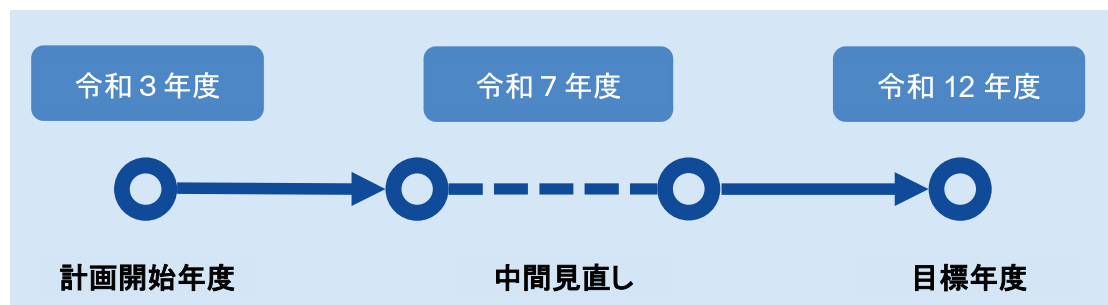 令和３年度
令和７年度
令和 12 年度
計画開始年度
中間見直し
目標年度